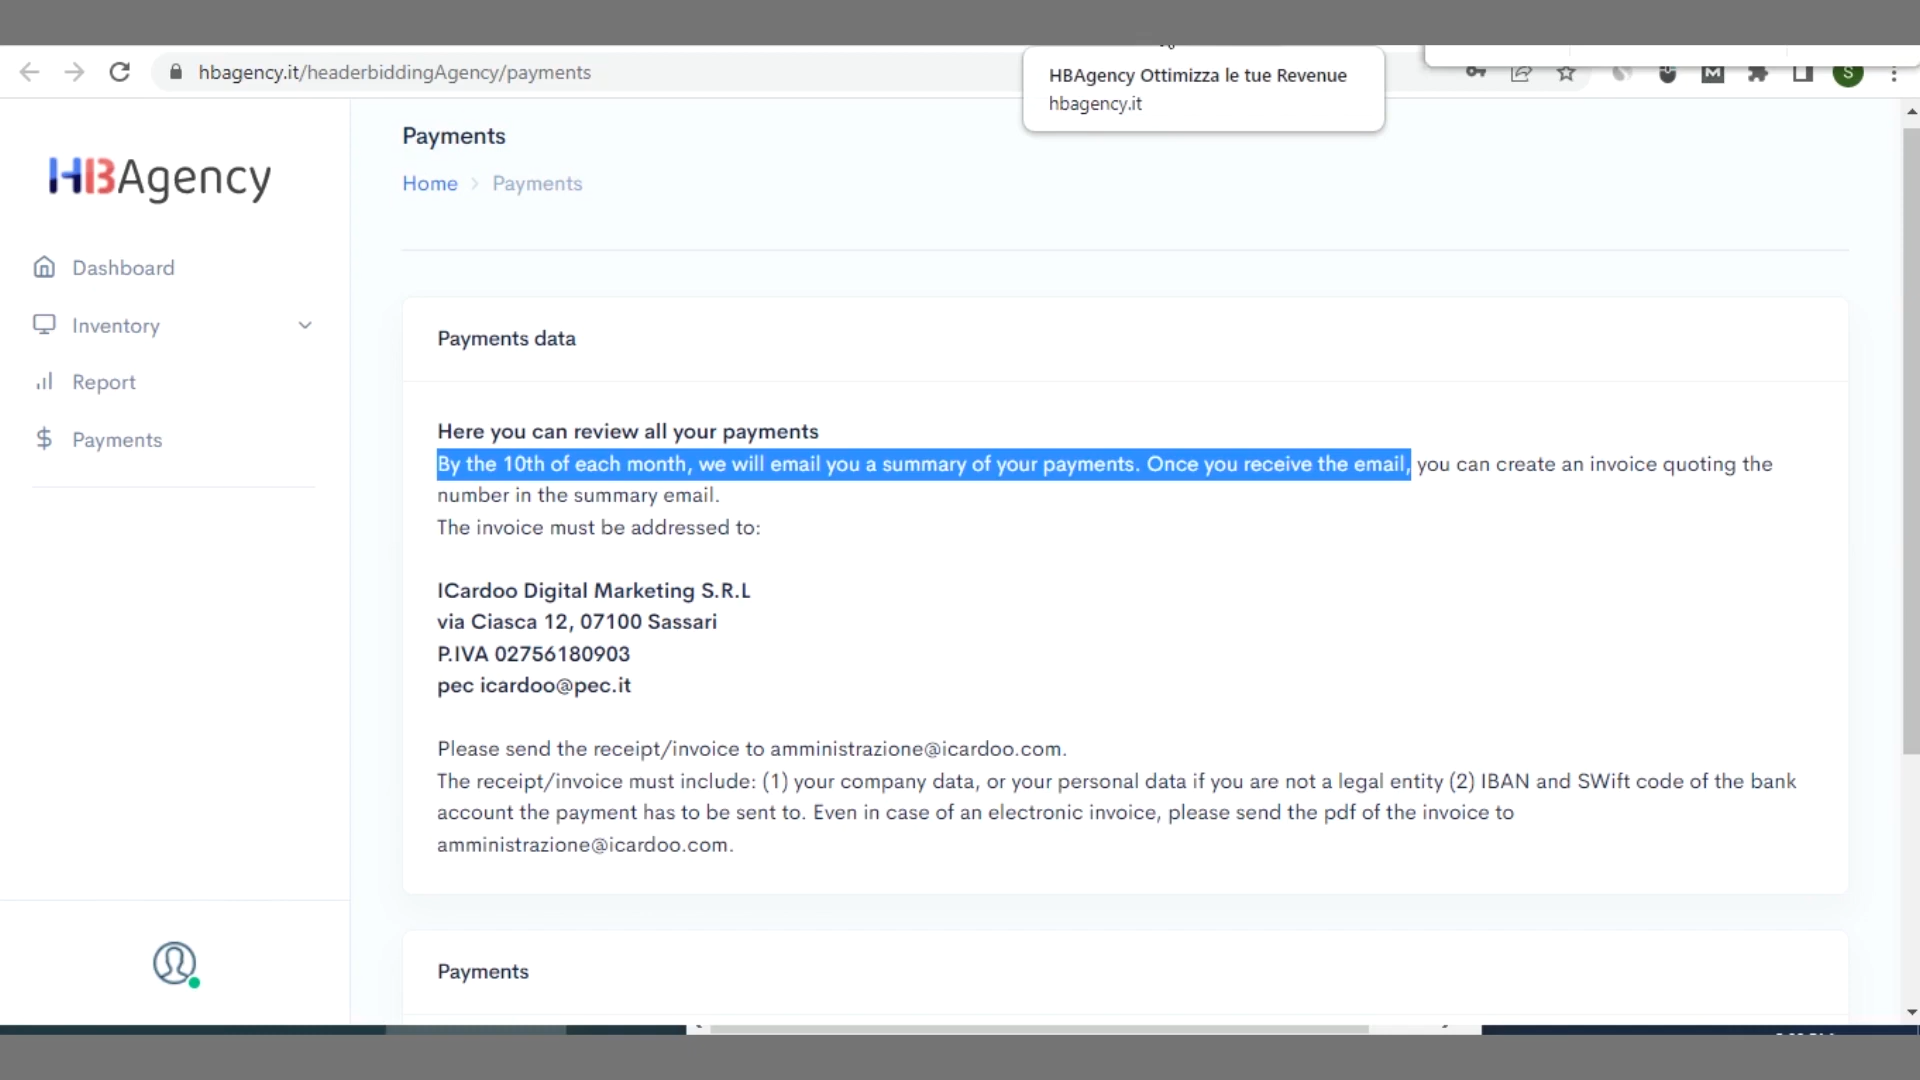 hbagency.it/headerbiddingAgency/payments
HBAgency Ottimizza le tue Revenue
hbagency.it
M
S
HBAgency
Dashboard
Inventory
Report
Payments
Payments
Home
Payments
Payments data
Here you can review all your payments
By the 10th of each month, we will email you a summary of your payments. Once you receive the email, you can create an invoice quoting the
number in the summary email.
The invoice must be addressed to:
ICardoo Digital Marketing S.R.L
via Ciasca 12, 07100 Sassari
P.IVA 02756180903
pec icardoo@pec.it
Please send the receipt/invoice to amministrazione@icardoo.com.
The receipt/invoice must include: (1) your company data, or your personal data if you are not a legal entity (2) IBAN and SWift code of the bank
account the payment has to be sent to. Even in case of an electronic invoice, please send the pdf of the invoice to
amministrazione@icardoo.com.
Payments